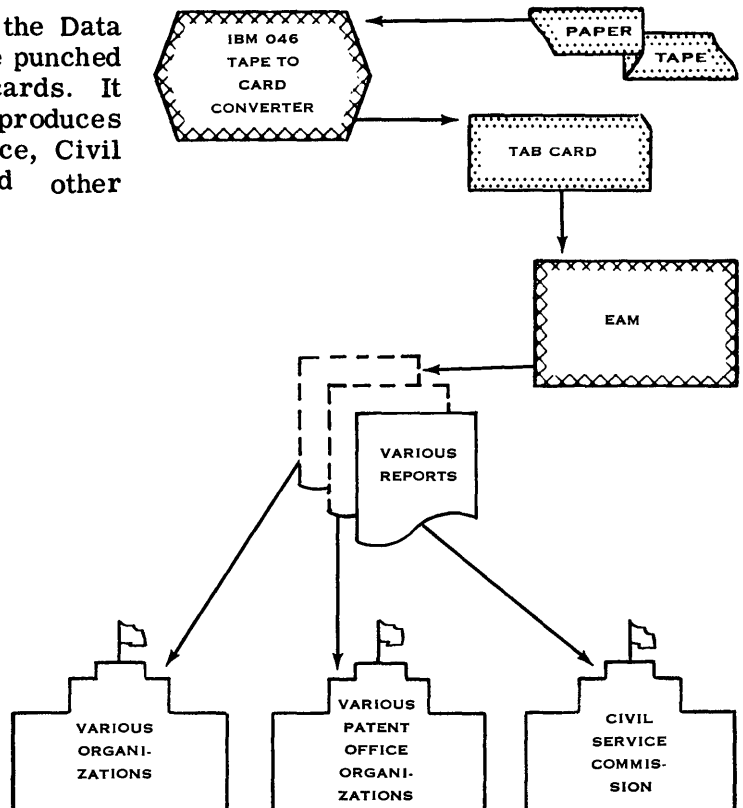 the Data
punched
cards. It
produces
ce, Civil
other
IBM 046
TAPE TO
CARD
CONVERTER
PAPER
TAPE
TAB CARD
EAM
VARIOUS
REPORTS
VARIOUS
ORGANI-
ZATIONS
VARIOUS
PATENT
OFFICE
ORGANI-
ZATIONS
CIVIL
SERVICE
COMMIS-
SION